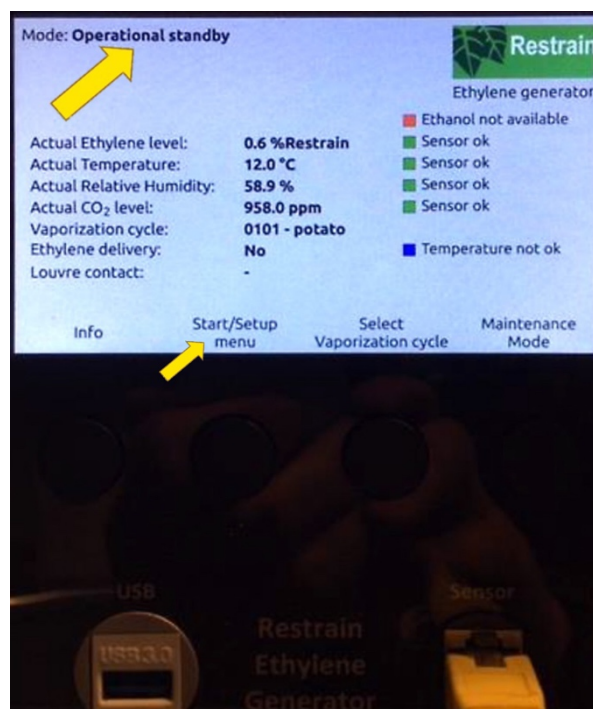 Mode: Operational standby
Restrain
Ethylene generator
Ethanol not available
Actual Ethylene level: 0.6 %Restrain Sensor ok
Actual Temperature: 12.0 °C Sensor ok
Actual Relative Humidity: 58.9 % Sensor ok
Actual CO₂ level: 958.0 ppm Sensor ok
Vaporization cycle: 0101 - potato
Ethylene delivery: No Temperature not ok
Louvre contact: -
Info
Start/Setup menu
Select Vaporization cycle
Maintenance Mode
USB
Sensor
USB3.0
Restrain
Ethylene
Generator